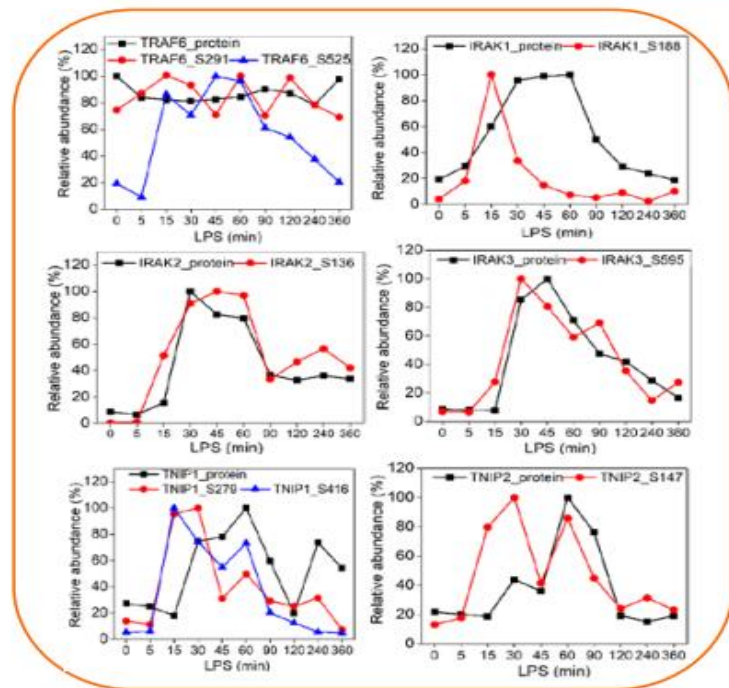 TRAF6_protein
TRAF6_S291 TRAF6_S525
Relative abundance (%)
120
100
80
60
40
20
0
0 5 15 30 45 60 90 120 240 360
LPS (min)
IRAK1_protein IRAK1_S188
Relative abundance (%)
120
100
80
60
40
20
0
0 5 15 30 45 60 90 120 240 360
LPS (min)
IRAK2_protein IRAK2_S136
Relative abundance (%)
120
100
80
60
40
20
0
0 5 15 30 45 60 90 120 240 360
LPS (min)
IRAK3_protein IRAK3_S595
Relative abundance (%)
120
100
80
60
40
20
0
0 5 15 30 45 60 90 120 240 360
LPS (min)
TNIP1_protein
TNIP1_S279 TNIP1_S416
Relative abundance (%)
120
100
80
60
40
20
0
0 5 15 30 45 60 90 120 240 360
LPS (min)
TNIP2_protein TNIP2_S147
Relative abundance (%)
120
100
80
60
40
20
0
0 5 15 30 45 60 90 120 240 360
LPS (min)